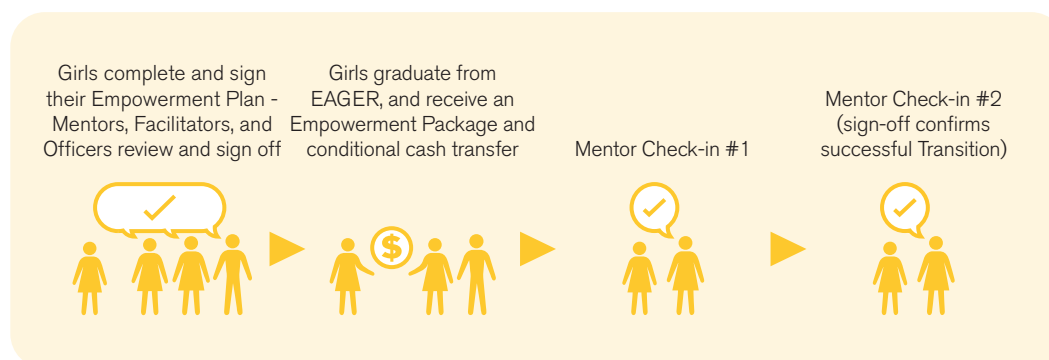 Girls complete and sign
their Empowerment Plan -
Mentors, Facilitators, and
Officers review and sign off
Girls graduate from
EAGER, and receive an
Empowerment Package and
conditional cash transfer
Mentor Check-in #1
Mentor Check-in #2
(sign-off confirms
successful Transition)
$